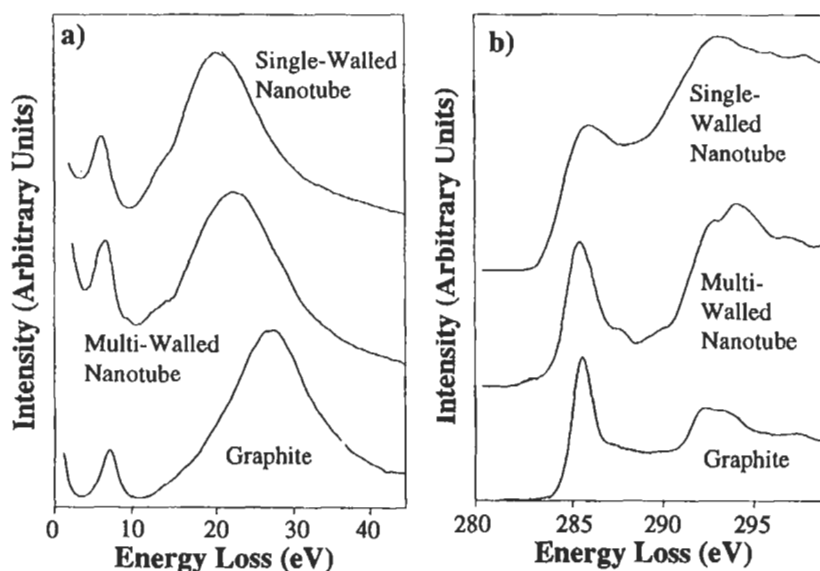 a)
Single-Walled
Nanotube
Multi-Walled
Nanotube
Graphite
Intensity (Arbitrary Units)
0
10
20
30
40
Energy Loss (eV)
b)
Single-
Walled
Nanotube
Multi-
Walled
Nanotube
Graphite
Intensity (Arbitrary Units)
280
285
290
295
Energy Loss (eV)